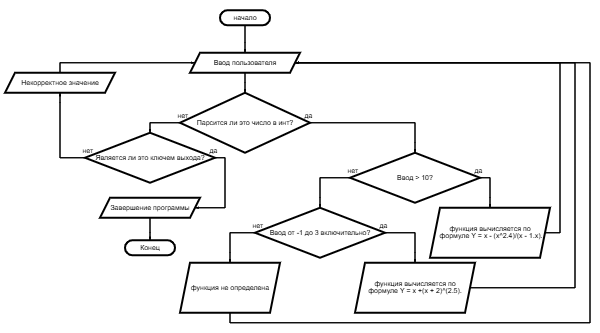 начало
Ввод пользователя
Некорректное значение
Парсится ли это число в инт?
нет
да
Является ли это ключем выхода?
нет
да
Ввод > 10?
нет
да
Завершение программы
Конец
Ввод от -1 до 3 включительно?
нет
да
функция вычисляется по
формуле Y = x - (x^2.4)/(x - 1.x).
функция не определена
функция вычисляется по
формуле Y = x +(x + 2)^(2.5).